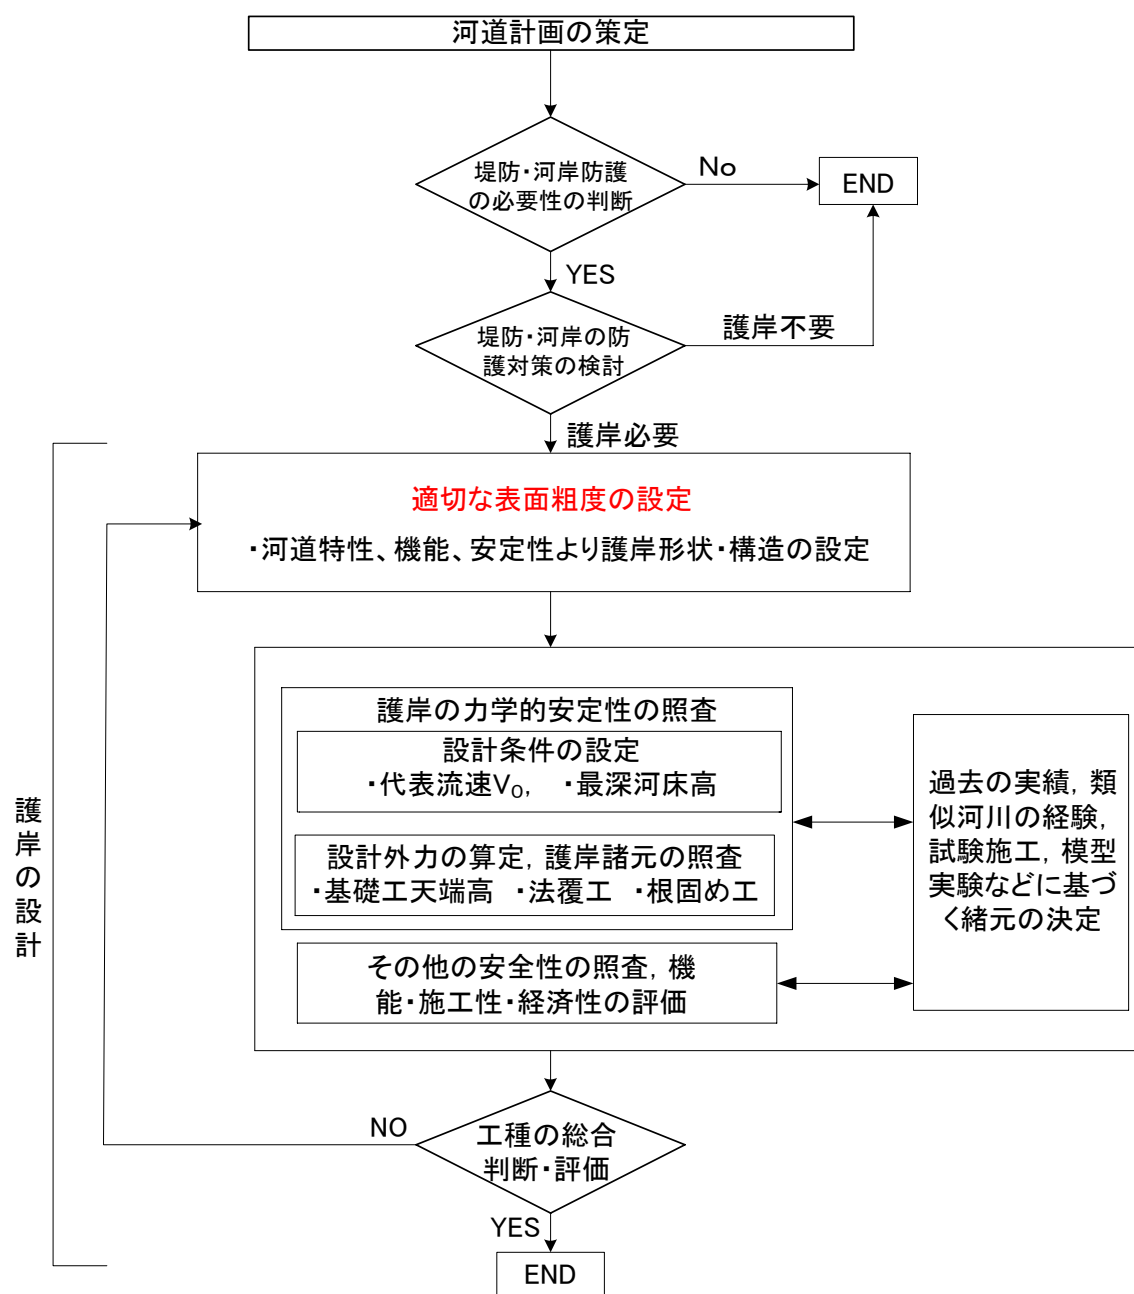 河道計画の策定
堤防・河岸防護
の必要性の判断
No
END
YES
堤防・河岸の防
護対策の検討
護岸不要
護岸必要
適切な表面粗度の設定
・河道特性、機能、安定性より護岸形状・構造の設定
護岸の力学的安定性の照査
設計条件の設定
・代表流速V₀, ・最深河床高
設計外力の算定, 護岸諸元の照査
・基礎工天端高 ・法覆工 ・根固め工
その他の安全性の照査, 機
能・施工性・経済性の評価
過去の実績, 類
似河川の経験,
試験施工, 模型
実験などに基づ
く緒元の決定
護岸の設計
NO
工種の総合
判断・評価
YES
END